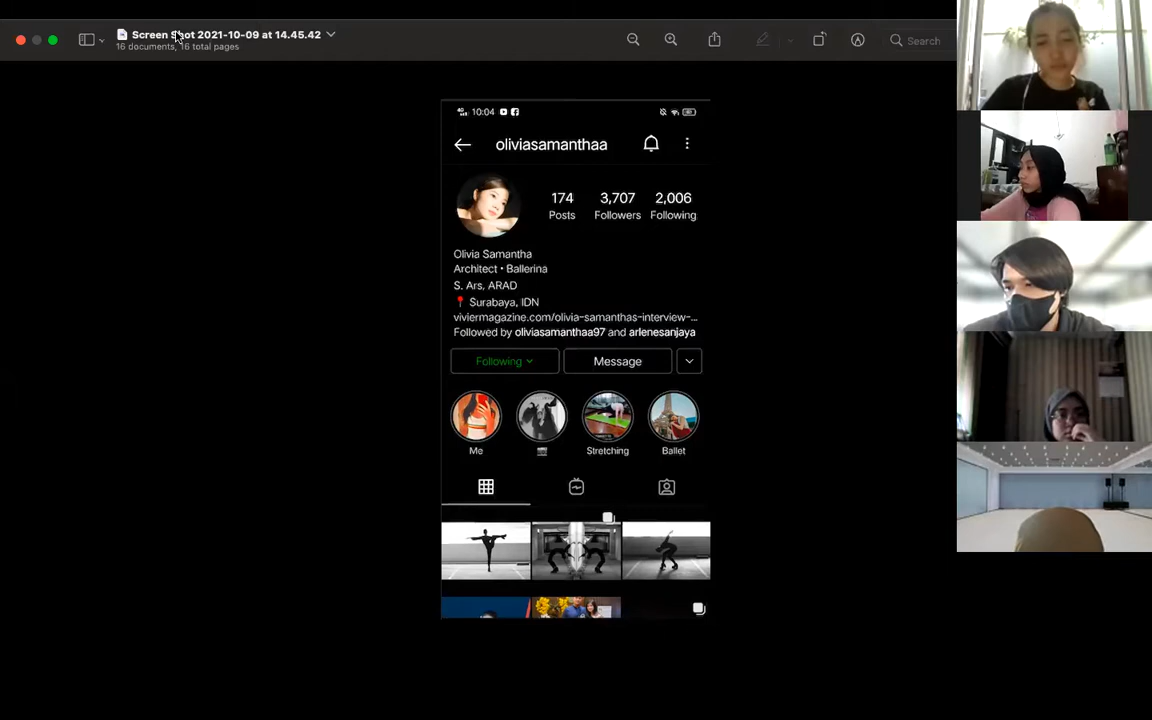 Screen Shot 2021-10-09 at 14.45.42
16 documents, 16 total pages
Search
4G 10:04
oliviasamanthaa
174 3,707 2,006
Posts Followers Following
Olivia Samantha
Architect • Ballerina
S. Ars, ARAD
📍 Surabaya, IDN
viviermagazine.com/olivia-samanthas-interview-...
Followed by oliviasamanthaa97 and arlenesanjaya
Following Message
Me Stretching Ballet